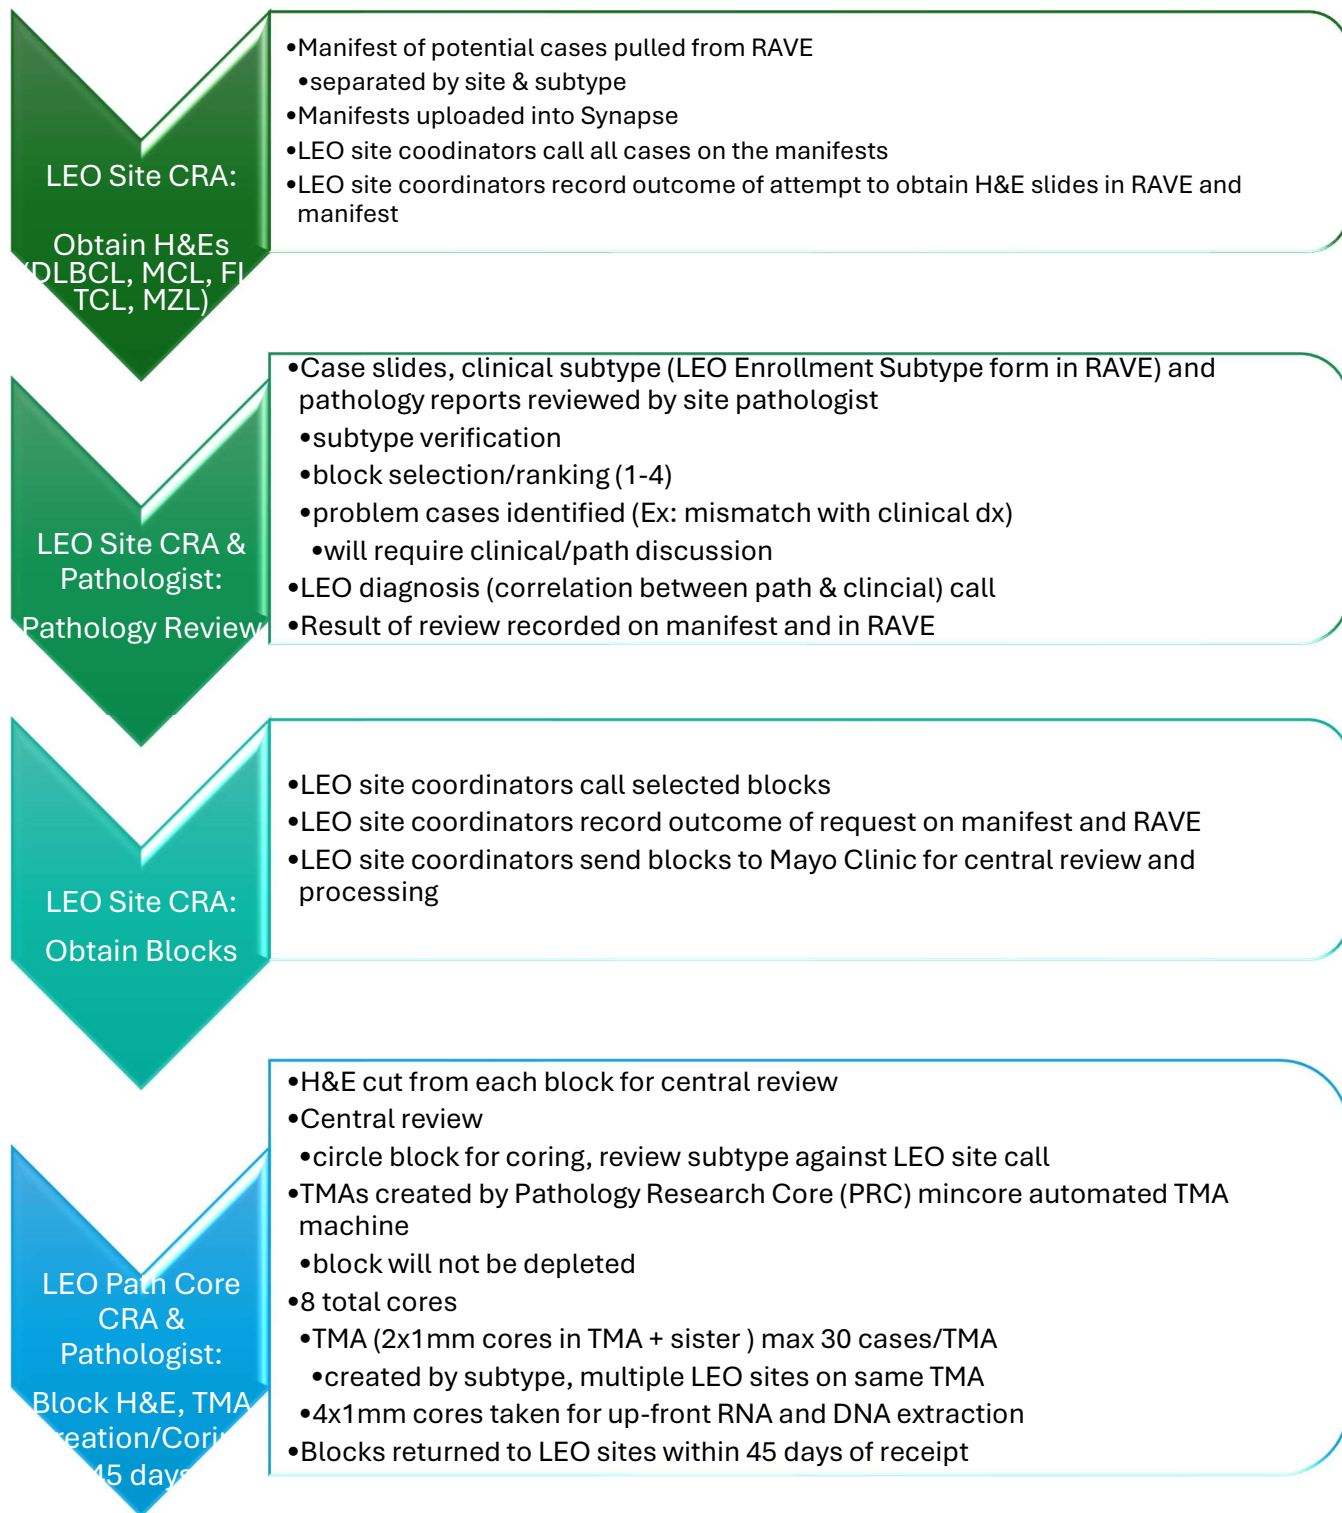 LEO Site CRA:
Obtain H&Es
(DLBCL, MCL, FL
TCL, MZL)
•Manifest of potential cases pulled from RAVE
•separated by site & subtype
•Manifests uploaded into Synapse
•LEO site coodinators call all cases on the manifests
•LEO site coordinators record outcome of attempt to obtain H&E slides in RAVE and
manifest
LEO Site CRA &
Pathologist:
Pathology Review
•Case slides, clinical subtype (LEO Enrollment Subtype form in RAVE) and
pathology reports reviewed by site pathologist
•subtype verification
•block selection/ranking (1-4)
•problem cases identified (Ex: mismatch with clinical dx)
•will require clinical/path discussion
•LEO diagnosis (correlation between path & clincial) call
•Result of review recorded on manifest and in RAVE
LEO Site CRA:
Obtain Blocks
•LEO site coordinators call selected blocks
•LEO site coordinators record outcome of request on manifest and RAVE
•LEO site coordinators send blocks to Mayo Clinic for central review and
processing
LEO Path Core
CRA &
Pathologist:
Block H&E, TMA
reation/Corin
45 days
•H&E cut from each block for central review
•Central review
•circle block for coring, review subtype against LEO site call
•TMAs created by Pathology Research Core (PRC) mincore automated TMA
machine
•block will not be depleted
•8 total cores
•TMA (2x1mm cores in TMA + sister ) max 30 cases/TMA
•created by subtype, multiple LEO sites on same TMA
•4x1mm cores taken for up-front RNA and DNA extraction
•Blocks returned to LEO sites within 45 days of receipt